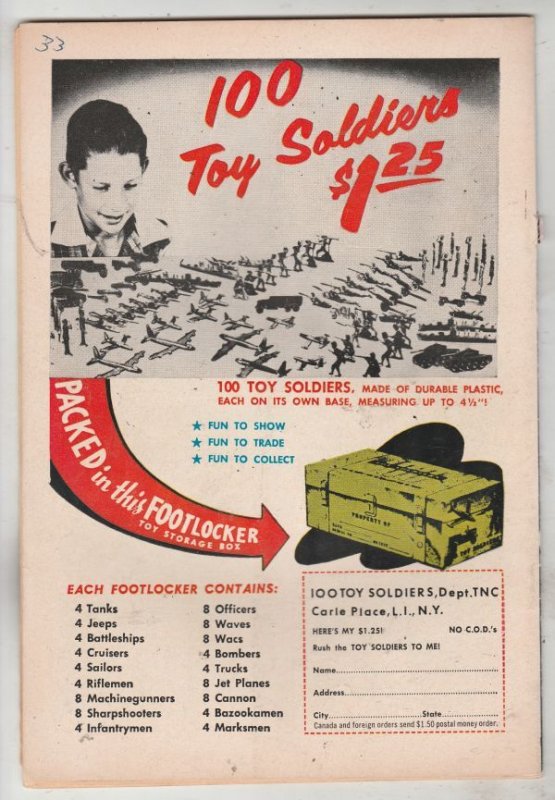 33
100
Toy Soldiers
$1.25
100 TOY SOLDIERS, MADE OF DURABLE PLASTIC,
EACH ON ITS OWN BASE, MEASURING UP TO 4½"!
★ FUN TO SHOW
★ FUN TO TRADE
★ FUN TO COLLECT
PACKED in this FOOTLOCKER
TOY STORAGE BOX
PROPERTY OF
EACH FOOTLOCKER CONTAINS:
4 Tanks
4 Jeeps
4 Battleships
4 Cruisers
4 Sailors
4 Riflemen
8 Machinegunners
8 Sharpshooters
4 Infantrymen
8 Officers
8 Waves
8 Wacs
4 Bombers
4 Trucks
8 Jet Planes
8 Cannon
4 Bazookamen
4 Marksmen
100 TOY SOLDIERS, Dept. TNC
Carle Place, L.I., N.Y.
HERE'S MY $1.25! NO C.O.D.'s
Rush the TOY SOLDIERS TO ME!
Name
Address
City State
Canada and foreign orders send $1.50 postal money order.